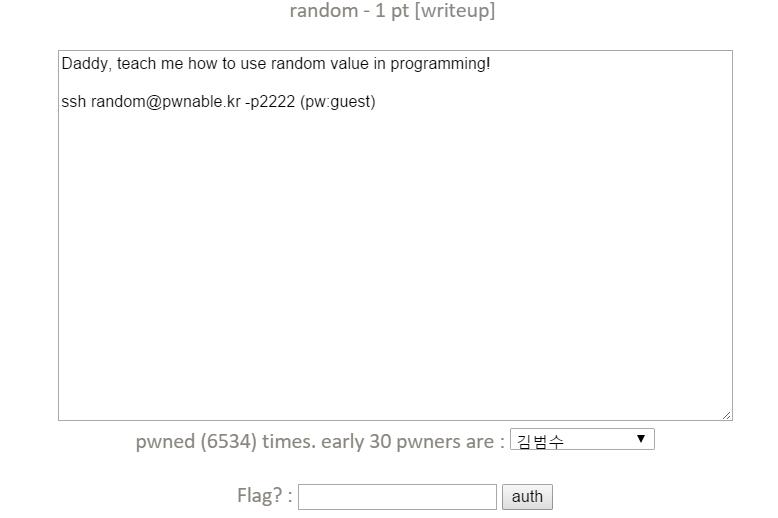 random - 1 pt [writeup]
Daddy, teach me how to use random value in programming!
ssh random@pwnable.kr -p2222 (pw:guest)
pwned (6534) times. early 30 pwners are : 김범수
Flag? : auth